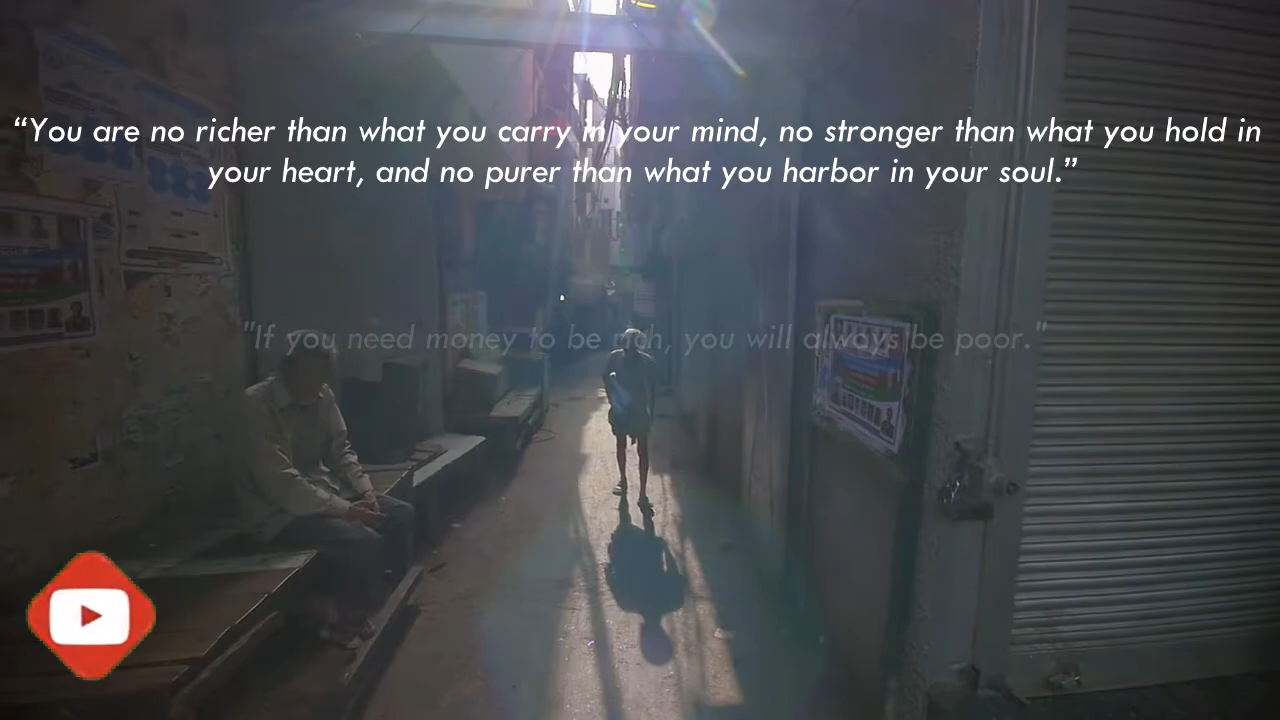 “You are no richer than what you carry in your mind, no stronger than what you hold in
your heart, and no purer than what you harbor in your soul.”
"If you need money to be rich, you will always be poor."